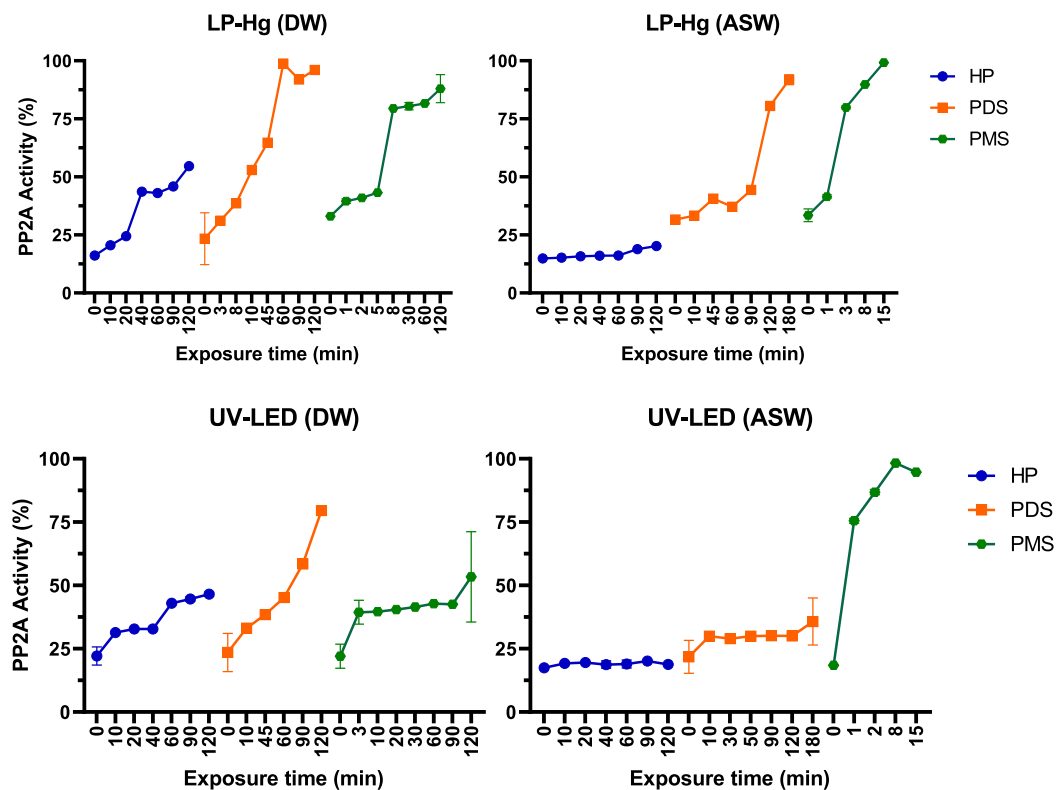 LP-Hg (DW)
LP-Hg (ASW)
PP2A Activity (%)
100
75
50
25
0
0 10 20 40 60 90 120 0 3 8 10 45 60 90 120 0 1 2 5 8 30 60 120
Exposure time (min)
100
75
50
25
0
0 10 20 40 60 90 120 0 10 45 60 90 120 180 0 1 3 8 15
Exposure time (min)
HP
PDS
PMS
UV-LED (DW)
UV-LED (ASW)
PP2A Activity (%)
100
75
50
25
0
0 10 20 40 60 90 120 0 10 45 60 90 120 0 3 10 20 30 60 90 120
Exposure time (min)
100
75
50
25
0
0 10 20 40 60 90 120 0 10 30 50 90 120 180 0 1 2 8 15
Exposure time (min)
HP
PDS
PMS